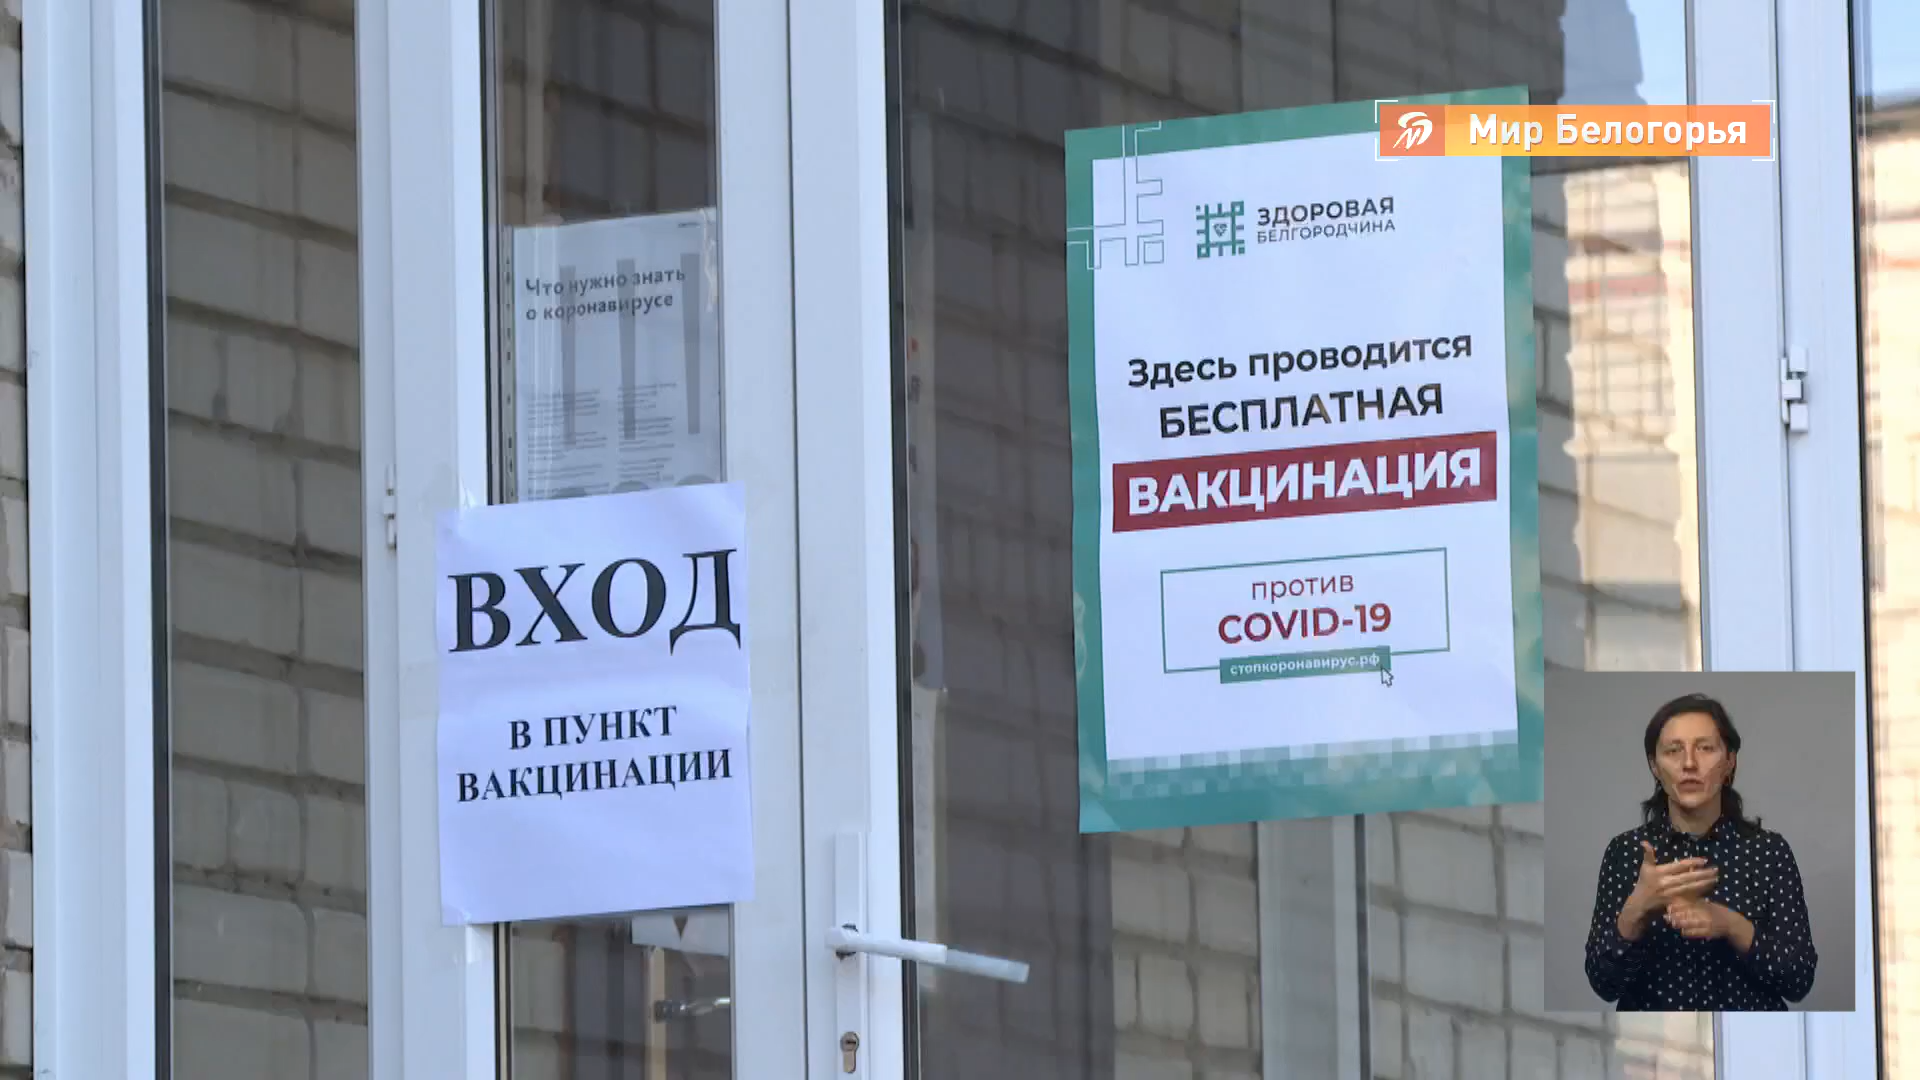 Мир Белогорья
ЗДОРОВАЯ
БЕЛГОРОДЧИНА
Что нужно знать
о коронавирусе
Здесь проводится
БЕСПЛАТНАЯ
ВАКЦИНАЦИЯ
против
COVID-19
стопкоронавирус.рф
ВХОД
В ПУНКТ
ВАКЦИНАЦИИ